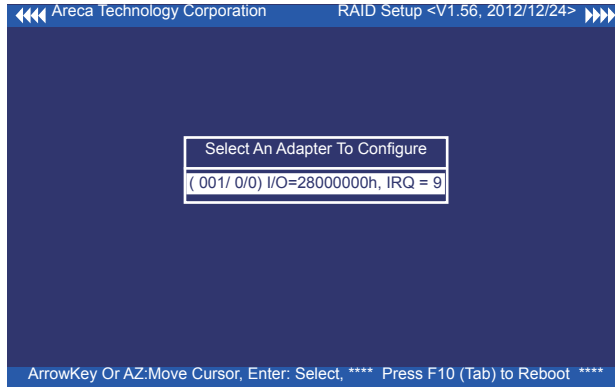 Areca Technology Corporation RAID Setup <V1.56, 2012/12/24>
Select An Adapter To Configure
( 001/ 0/0) I/O=28000000h, IRQ = 9
ArrowKey Or AZ:Move Cursor, Enter: Select, **** Press F10 (Tab) to Reboot ****